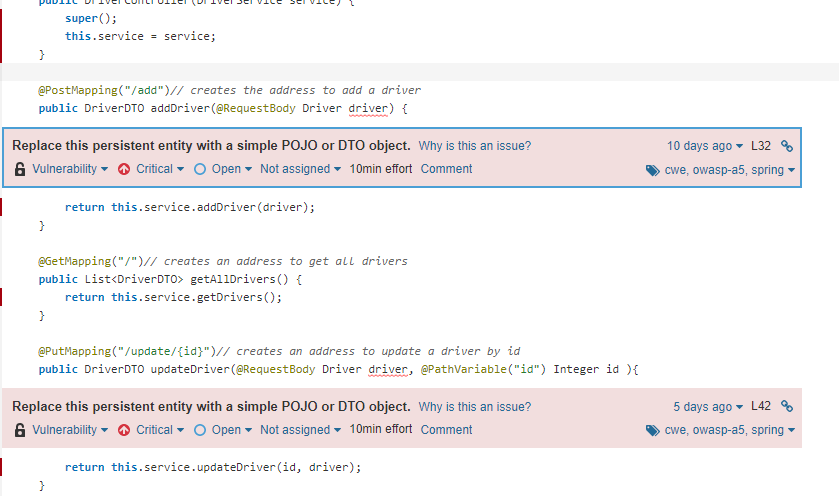 public DriverController(DriverService service) {
super();
this.service = service;
}
@PostMapping("/add")// creates the address to add a driver
public DriverDTO addDriver(@RequestBody Driver driver) {
Replace this persistent entity with a simple POJO or DTO object. Why is this an issue? 10 days ago L32
Vulnerability Critical Open Not assigned 10min effort Comment cwe, owasp-a5, spring
return this.service.addDriver(driver);
}
@GetMapping("/")// creates an address to get all drivers
public List<DriverDTO> getAllDrivers() {
return this.service.getDrivers();
}
@PutMapping("/update/{id}")// creates an address to update a driver by id
public DriverDTO updateDriver(@RequestBody Driver driver, @PathVariable("id") Integer id ){
Replace this persistent entity with a simple POJO or DTO object. Why is this an issue? 5 days ago L42
Vulnerability Critical Open Not assigned 10min effort Comment cwe, owasp-a5, spring
return this.service.updateDriver(id, driver);
}